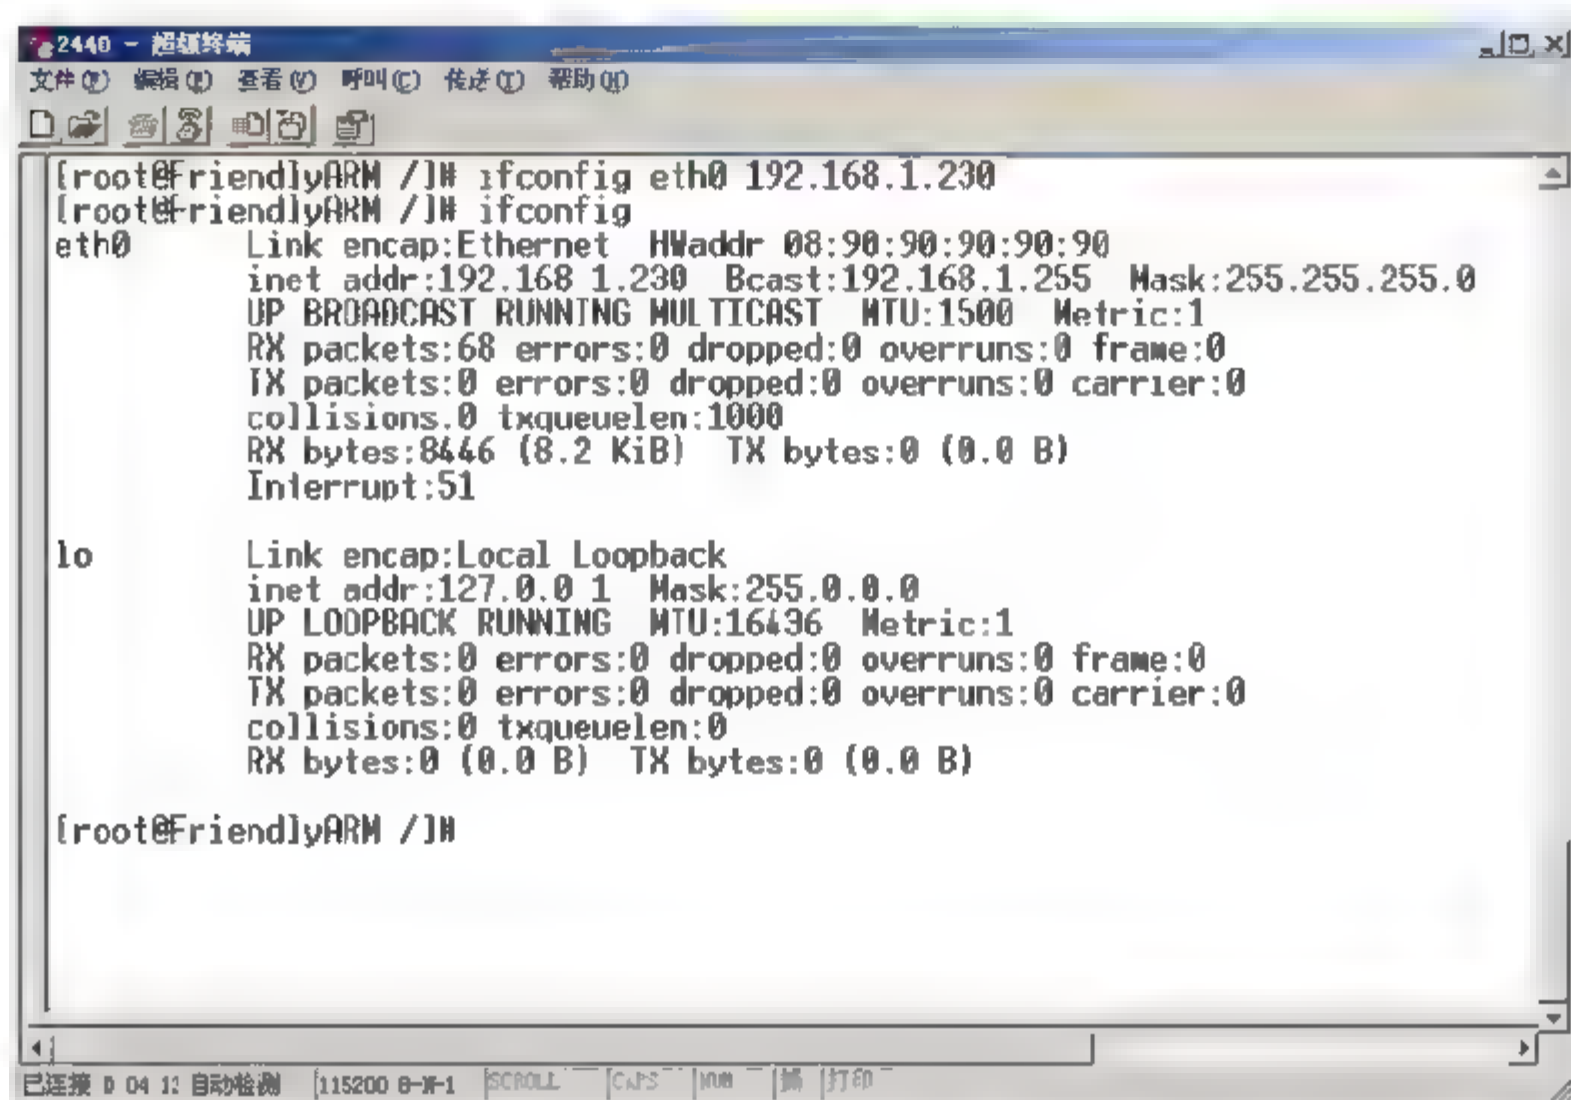 2440 - 超级终端
文件(F) 编辑(E) 查看(V) 呼叫(C) 传送(T) 帮助(H)
[root@FriendlyARM /]# ifconfig eth0 192.168.1.230
[root@FriendlyARM /]# ifconfig
eth0 Link encap:Ethernet HWaddr 08:90:90:90:90:90
inet addr:192.168 1.230 Bcast:192.168.1.255 Mask:255.255.255.0
UP BROADCAST RUNNING MULTICAST MTU:1500 Metric:1
RX packets:68 errors:0 dropped:0 overruns:0 frame:0
TX packets:0 errors:0 dropped:0 overruns:0 carrier:0
collisions.0 txqueuelen:1000
RX bytes:8446 (8.2 KiB) TX bytes:0 (0.0 B)
Interrupt:51
lo Link encap:Local Loopback
inet addr:127.0.0 1 Mask:255.0.0.0
UP LOOPBACK RUNNING MTU:16436 Metric:1
RX packets:0 errors:0 dropped:0 overruns:0 frame:0
TX packets:0 errors:0 dropped:0 overruns:0 carrier:0
collisions:0 txqueuelen:0
RX bytes:0 (0.0 B) TX bytes:0 (0.0 B)
[root@FriendlyARM /]#
已连接 自动检测 115200 8-N-1 SCROLL CAPS NUM 打印